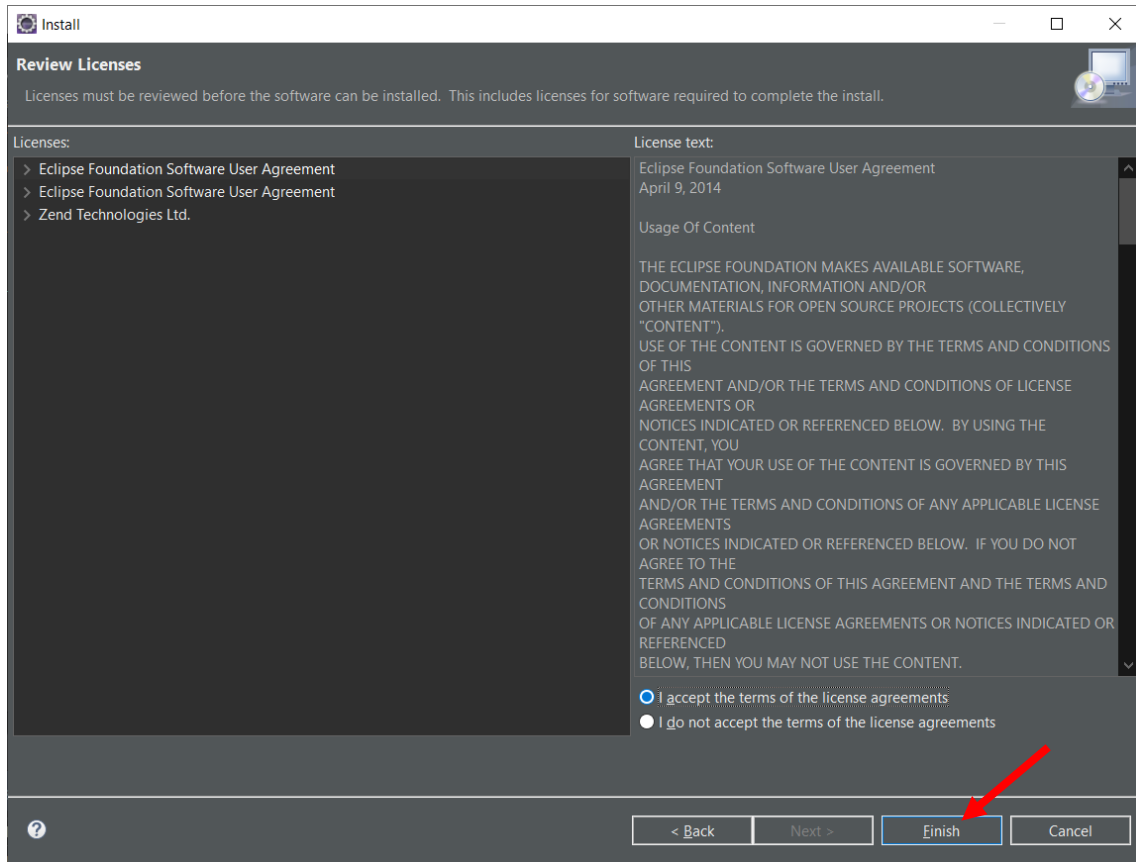 Install
Review Licenses
Licenses must be reviewed before the software can be installed.  This includes licenses for software required to complete the install.
Licenses:
Eclipse Foundation Software User Agreement
Eclipse Foundation Software User Agreement
Zend Technologies Ltd.
License text:
Eclipse Foundation Software User Agreement
April 9, 2014
Usage Of Content
THE ECLIPSE FOUNDATION MAKES AVAILABLE SOFTWARE,
DOCUMENTATION, INFORMATION AND/OR
OTHER MATERIALS FOR OPEN SOURCE PROJECTS (COLLECTIVELY
"CONTENT").
USE OF THE CONTENT IS GOVERNED BY THE TERMS AND CONDITIONS
OF THIS
AGREEMENT AND/OR THE TERMS AND CONDITIONS OF LICENSE
AGREEMENTS OR
NOTICES INDICATED OR REFERENCED BELOW.  BY USING THE
CONTENT, YOU
AGREE THAT YOUR USE OF THE CONTENT IS GOVERNED BY THIS
AGREEMENT
AND/OR THE TERMS AND CONDITIONS OF ANY APPLICABLE LICENSE
AGREEMENTS
OR NOTICES INDICATED OR REFERENCED BELOW.  IF YOU DO NOT
AGREE TO THE
TERMS AND CONDITIONS OF THIS AGREEMENT AND THE TERMS AND
CONDITIONS
OF ANY APPLICABLE LICENSE AGREEMENTS OR NOTICES INDICATED OR
REFERENCED
BELOW, THEN YOU MAY NOT USE THE CONTENT.
I accept the terms of the license agreements
I do not accept the terms of the license agreements
?
< Back
Next >
Finish
Cancel